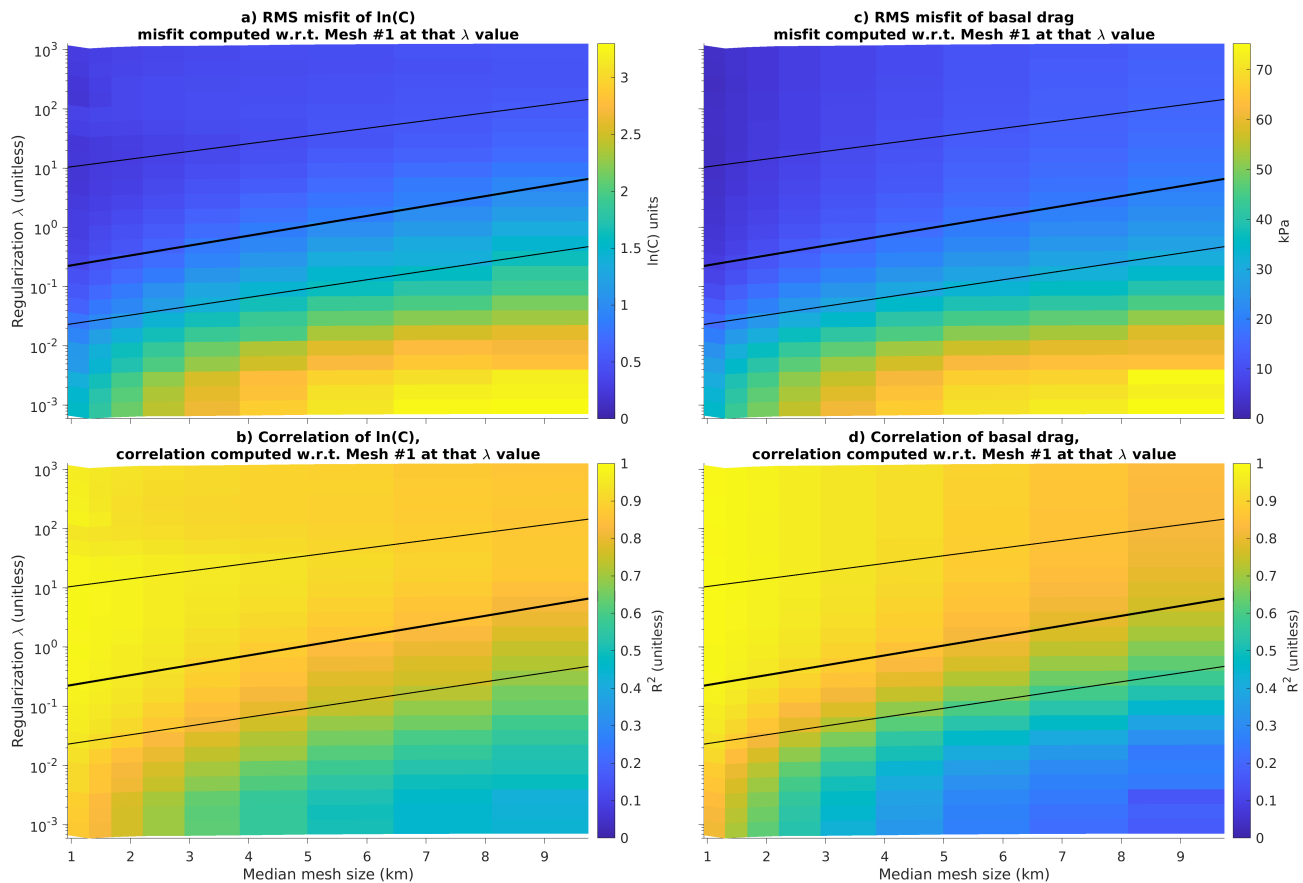 a) RMS misfit of ln(C)
misfit computed w.r.t. Mesh #1 at that λ value
10³
10²
10¹
10⁰
10⁻¹
10⁻²
10⁻³
Regularization λ (unitless)
3
2.5
2
1.5
1
0.5
0
ln(C) units
c) RMS misfit of basal drag
misfit computed w.r.t. Mesh #1 at that λ value
70
60
50
40
30
20
10
0
kPa
b) Correlation of ln(C),
correlation computed w.r.t. Mesh #1 at that λ value
10³
10²
10¹
10⁰
10⁻¹
10⁻²
10⁻³
Regularization λ (unitless)
1 2 3 4 5 6 7 8 9
Median mesh size (km)
1
0.9
0.8
0.7
0.6
0.5
0.4
0.3
0.2
0.1
0
R² (unitless)
d) Correlation of basal drag,
correlation computed w.r.t. Mesh #1 at that λ value
1 2 3 4 5 6 7 8 9
Median mesh size (km)
1
0.9
0.8
0.7
0.6
0.5
0.4
0.3
0.2
0.1
0
R² (unitless)